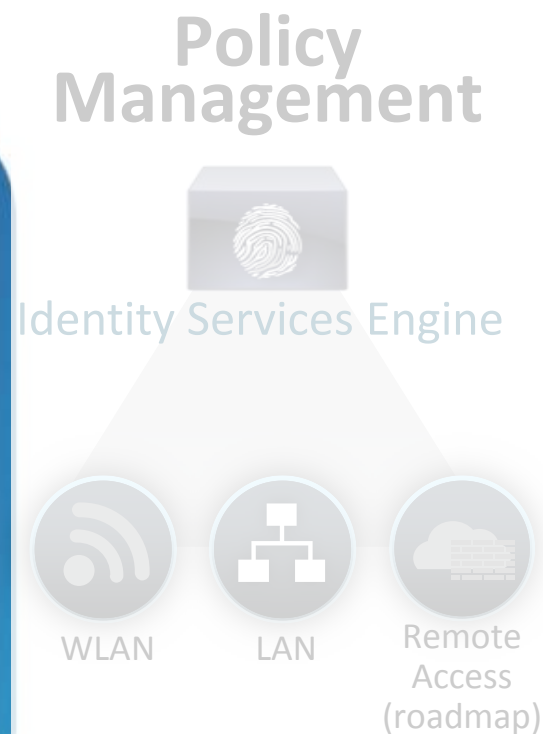 Policy
Management
Identity Services Engine
WLAN
LAN
Remote
Access
(roadmap)